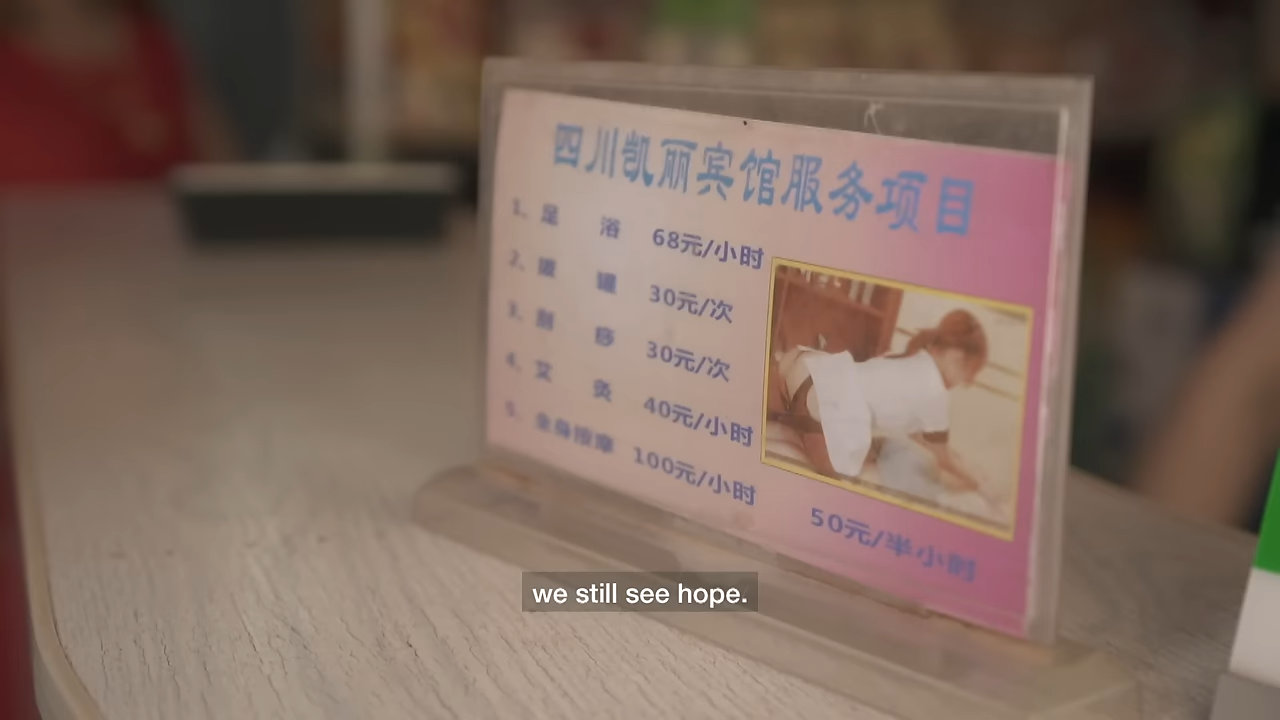 四川凯丽宾馆服务项目
1、足 浴 68元/小时
2、拔 罐 30元/次
3、刮 痧 30元/次
4、艾 灸 40元/小时
5、全身按摩 100元/小时
50元/半小时
we still see hope.